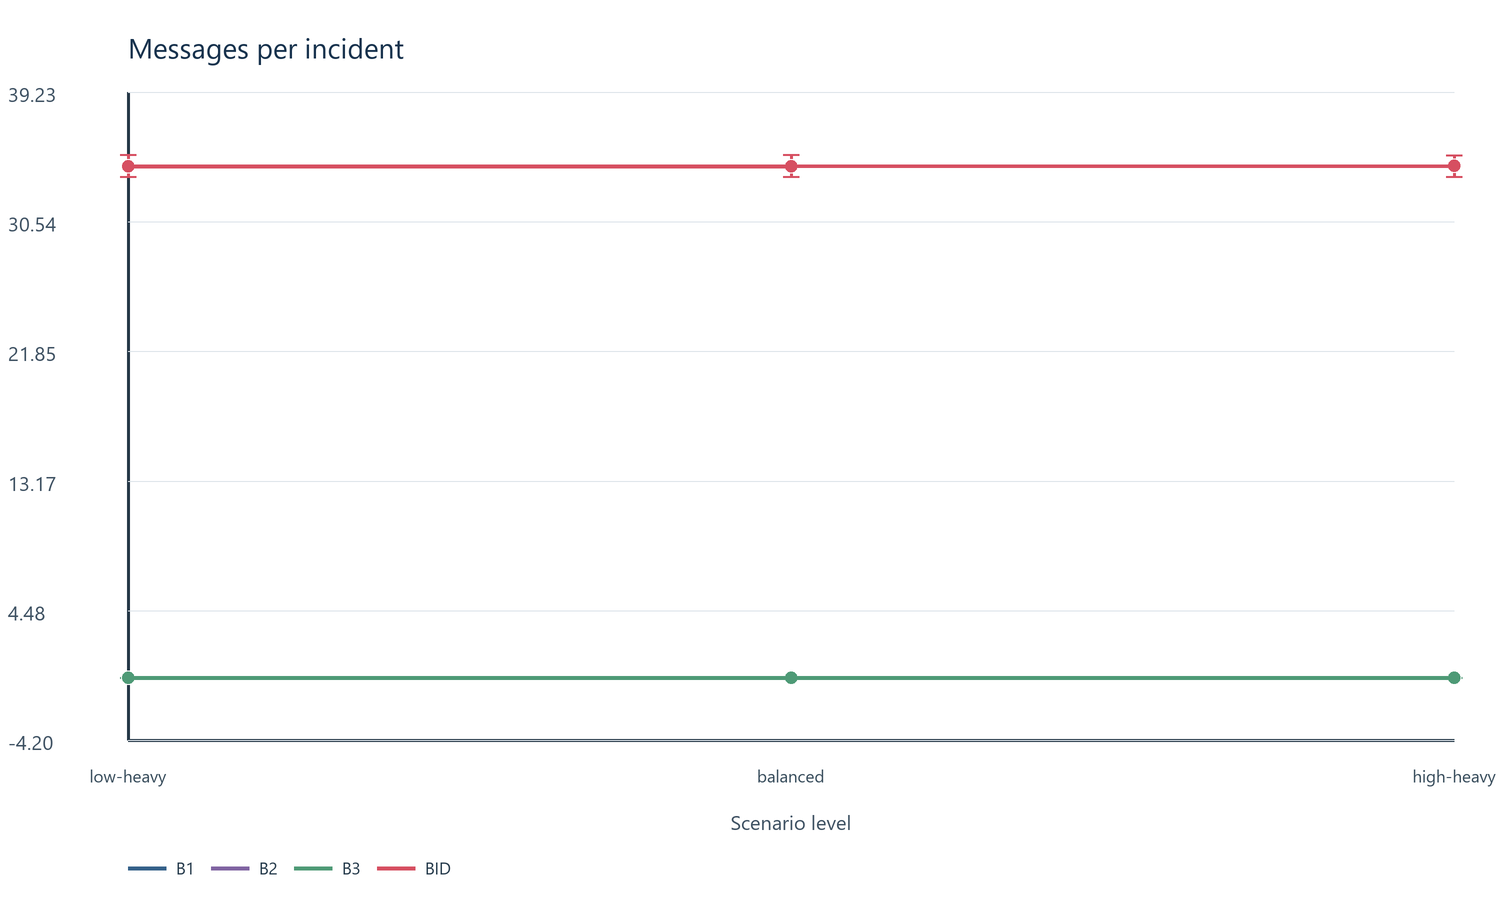 Messages per incident
39.23
30.54
21.85
13.17
4.48
-4.20
low-heavy balanced high-heavy
Scenario level
B1 B2 B3 BID